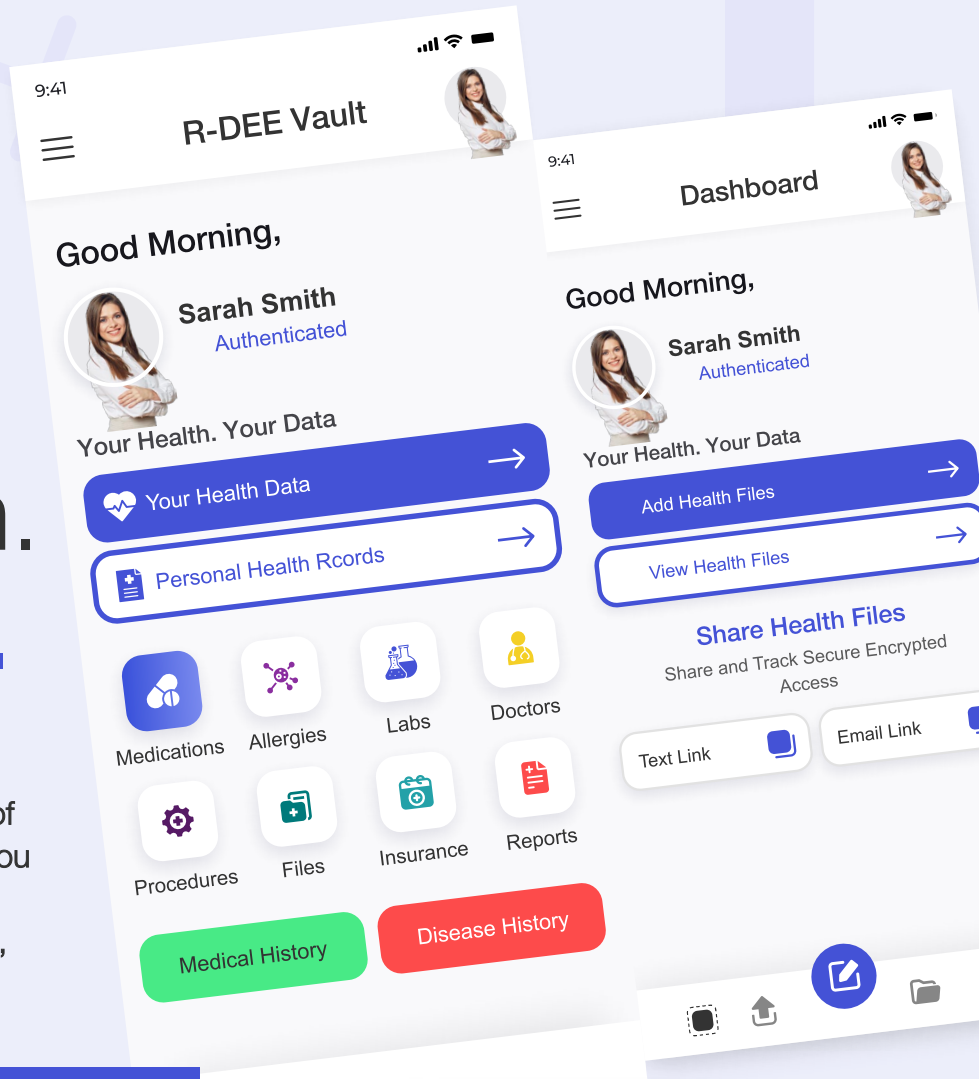 9:41
R-DEE Vault
Good Morning,
Sarah Smith
Authenticated
Your Health. Your Data
Your Health Data
Personal Health Rcords
Medications Allergies Labs Doctors
Procedures Files Insurance Reports
Medical History Disease History
9:41
Dashboard
Good Morning,
Sarah Smith
Authenticated
Your Health. Your Data
Add Health Files
View Health Files
Share Health Files
Share and Track Secure Encrypted
Access
Text Link Email Link